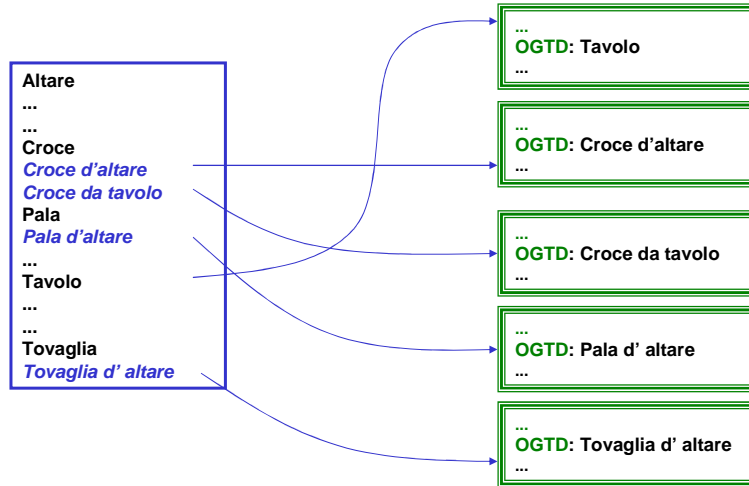 Altare
...
...
Croce
Croce d'altare
Croce da tavolo
Pala
Pala d'altare
...
Tavolo
...
...
Tovaglia
Tovaglia d' altare
...
OGTD: Tavolo
...
...
OGTD: Croce d'altare
...
...
OGTD: Croce da tavolo
...
...
OGTD: Pala d' altare
...
...
OGTD: Tovaglia d' altare
...